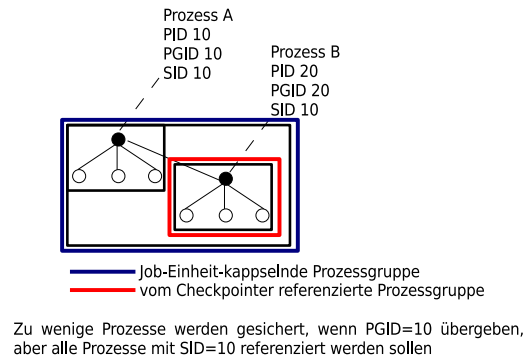 Prozess A
PID 10
PGID 10
SID 10
Prozess B
PID 20
PGID 20
SID 10
Job-Einheit-kappselnde Prozessgruppe
vom Checkpointer referenzierte Prozessgruppe
Zu wenige Prozesse werden gesichert, wenn PGID=10 übergeben,
aber alle Prozesse mit SID=10 referenziert werden sollen